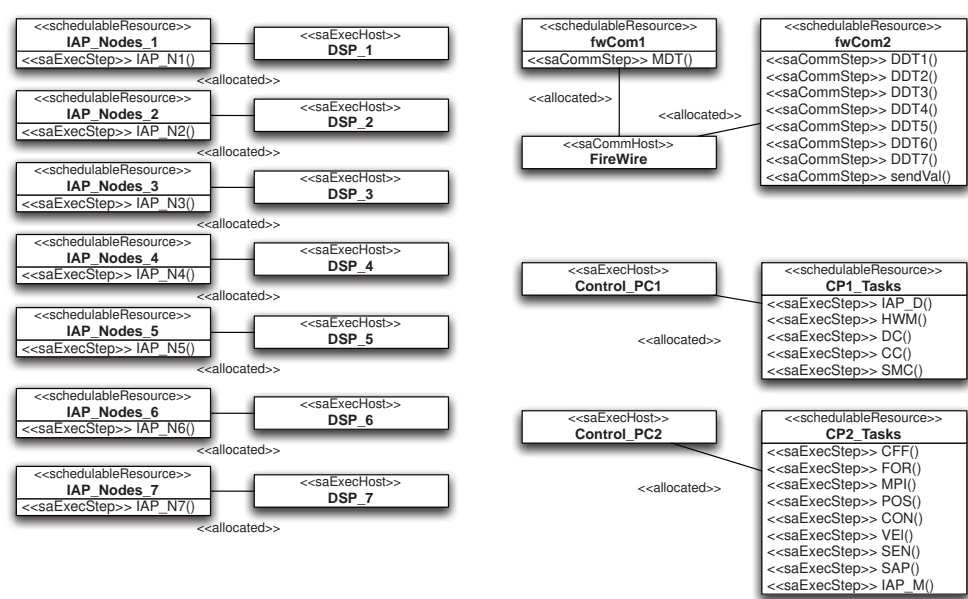 <<schedulableResource>>
IAP_Nodes_1
<<saExecStep>> IAP_N1()
<<saExecHost>>
DSP_1
<<allocated>>
<<schedulableResource>>
IAP_Nodes_2
<<saExecStep>> IAP_N2()
<<saExecHost>>
DSP_2
<<allocated>>
<<schedulableResource>>
IAP_Nodes_3
<<saExecStep>> IAP_N3()
<<saExecHost>>
DSP_3
<<allocated>>
<<schedulableResource>>
IAP_Nodes_4
<<saExecStep>> IAP_N4()
<<saExecHost>>
DSP_4
<<allocated>>
<<schedulableResource>>
IAP_Nodes_5
<<saExecStep>> IAP_N5()
<<saExecHost>>
DSP_5
<<allocated>>
<<schedulableResource>>
IAP_Nodes_6
<<saExecStep>> IAP_N6()
<<saExecHost>>
DSP_6
<<allocated>>
<<schedulableResource>>
IAP_Nodes_7
<<saExecStep>> IAP_N7()
<<saExecHost>>
DSP_7
<<allocated>>
<<schedulableResource>>
fwCom1
<<saCommStep>> MDT()
<<allocated>>
<<allocated>>
<<saCommHost>>
FireWire
<<schedulableResource>>
fwCom2
<<saCommStep>> DDT1()
<<saCommStep>> DDT2()
<<saCommStep>> DDT3()
<<saCommStep>> DDT4()
<<saCommStep>> DDT5()
<<saCommStep>> DDT6()
<<saCommStep>> DDT7()
<<saCommStep>> sendVal()
<<saExecHost>>
Control_PC1
<<allocated>>
<<schedulableResource>>
CP1_Tasks
<<saExecStep>> IAP_D()
<<saExecStep>> HWM()
<<saExecStep>> DC()
<<saExecStep>> CC()
<<saExecStep>> SMC()
<<saExecHost>>
Control_PC2
<<allocated>>
<<schedulableResource>>
CP2_Tasks
<<saExecStep>> CFF()
<<saExecStep>> FOR()
<<saExecStep>> MPI()
<<saExecStep>> POS()
<<saExecStep>> CON()
<<saExecStep>> VEl()
<<saExecStep>> SEN()
<<saExecStep>> SAP()
<<saExecStep>> IAP_M()